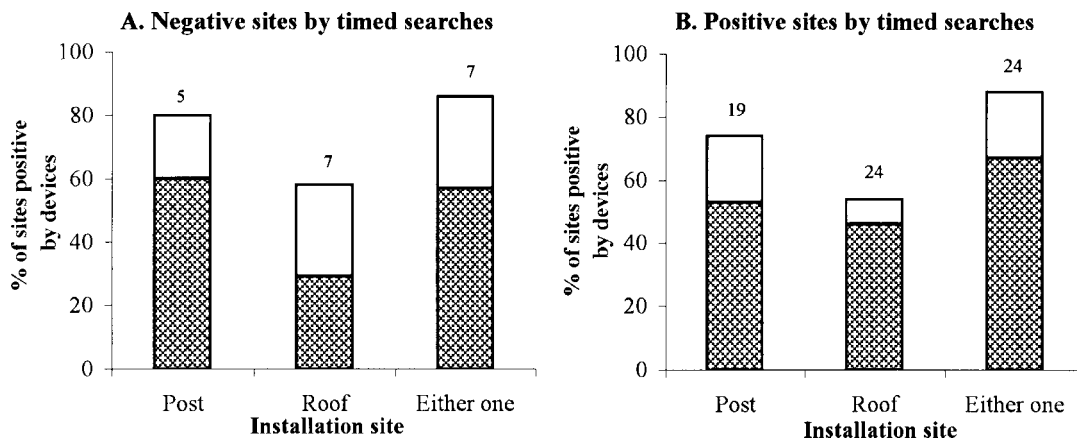 A. Negative sites by timed searches
% of sites positive
by devices
100
80
60
40
20
0
5
7
7
Post Roof Either one
Installation site
B. Positive sites by timed searches
% of sites positive
by devices
100
80
60
40
20
0
19
24
24
Post Roof Either one
Installation site